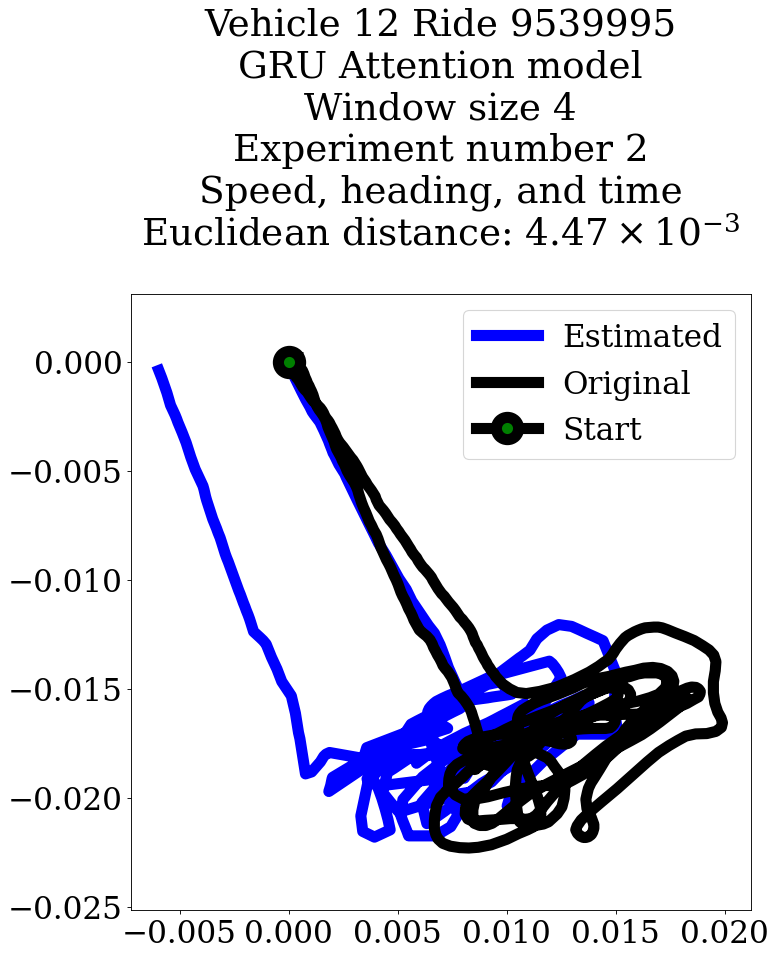 Vehicle 12 Ride 9539995
GRU Attention model
Window size 4
Experiment number 2
Speed, heading, and time
Euclidean distance: 4.47 × 10⁻³
Estimated
Original
Start
0.000
−0.005
−0.010
−0.015
−0.020
−0.025
−0.005 0.000 0.005 0.010 0.015 0.020